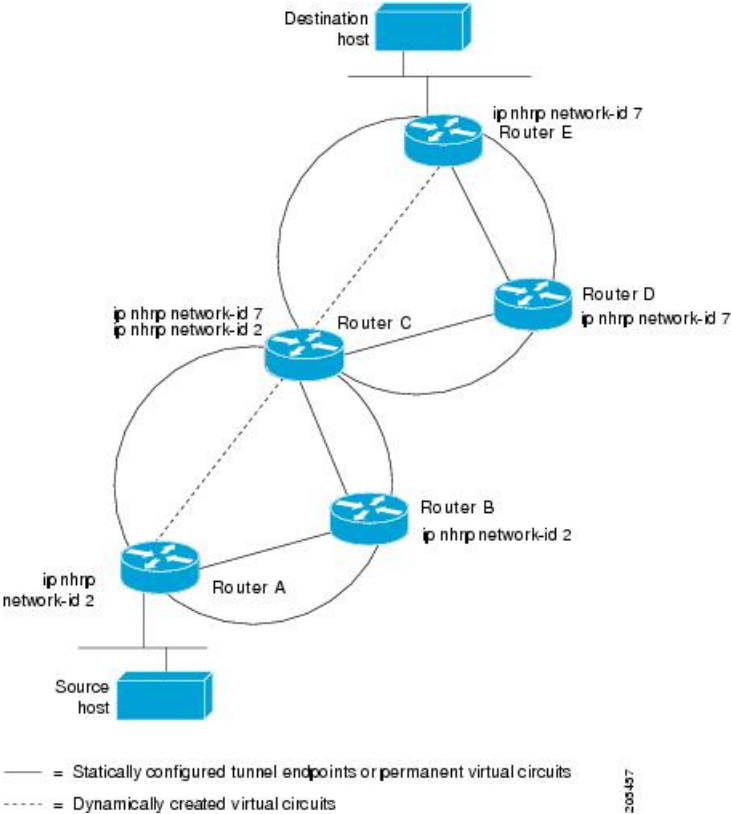 Destination
host
ip nhrp network-id 7
Router E
Router D
ip nhrp network-id 7
ip nhrp network-id 7
ip nhrp network-id 2
Router C
Router B
ip nhrp network-id 2
ip nhrp
network-id 2
Router A
Source
host
= Statically configured tunnel endpoints or permanent virtual circuits
= Dynamically created virtual circuits
205457